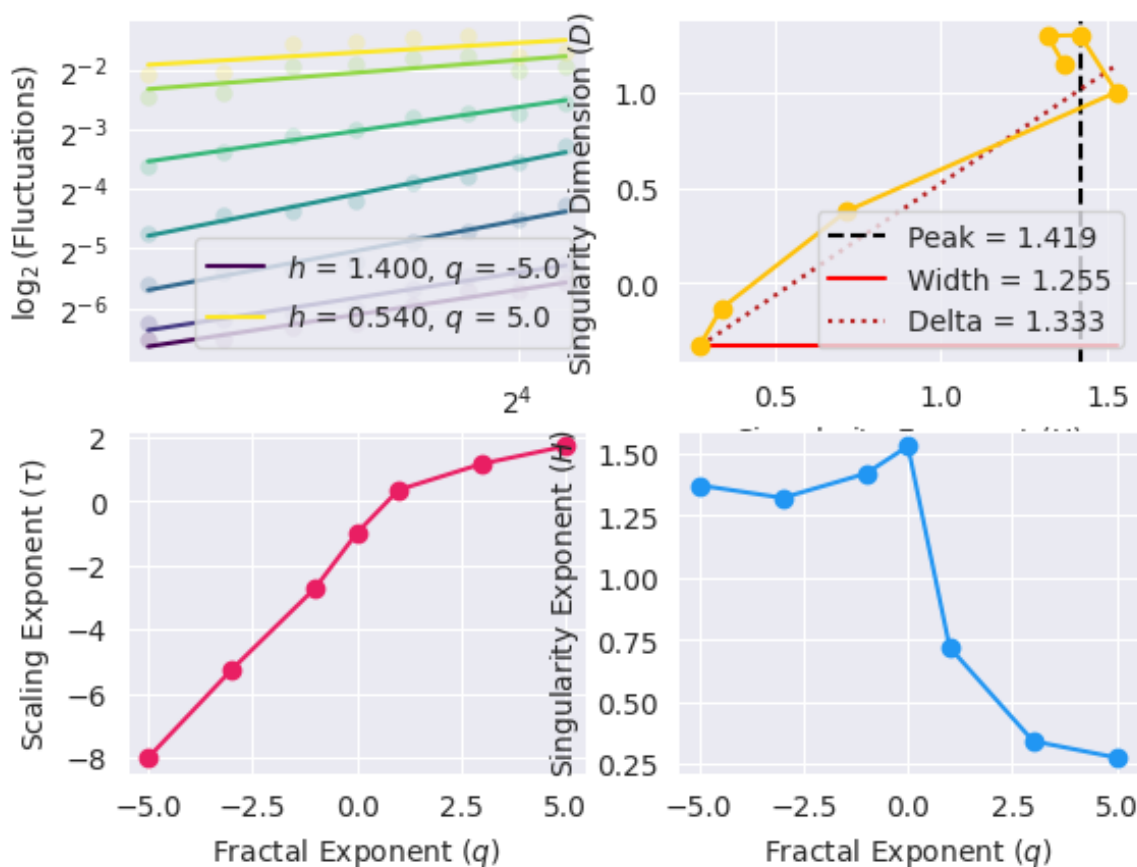 log₂ (Fluctuations)
2⁻²
2⁻³
2⁻⁴
2⁻⁵
2⁻⁶
h = 1.400, q = -5.0
h = 0.540, q = 5.0
2⁴
Singularity Dimension (D)
1.0
0.5
0.0
Peak = 1.419
Width = 1.255
Delta = 1.333
0.5 1.0 1.5
Scaling Exponent (τ)
2
0
−2
−4
−6
−8
−5.0 −2.5 0.0 2.5 5.0
Fractal Exponent (q)
Singularity Exponent (H)
1.50
1.25
1.00
0.75
0.50
0.25
−5.0 −2.5 0.0 2.5 5.0
Fractal Exponent (q)